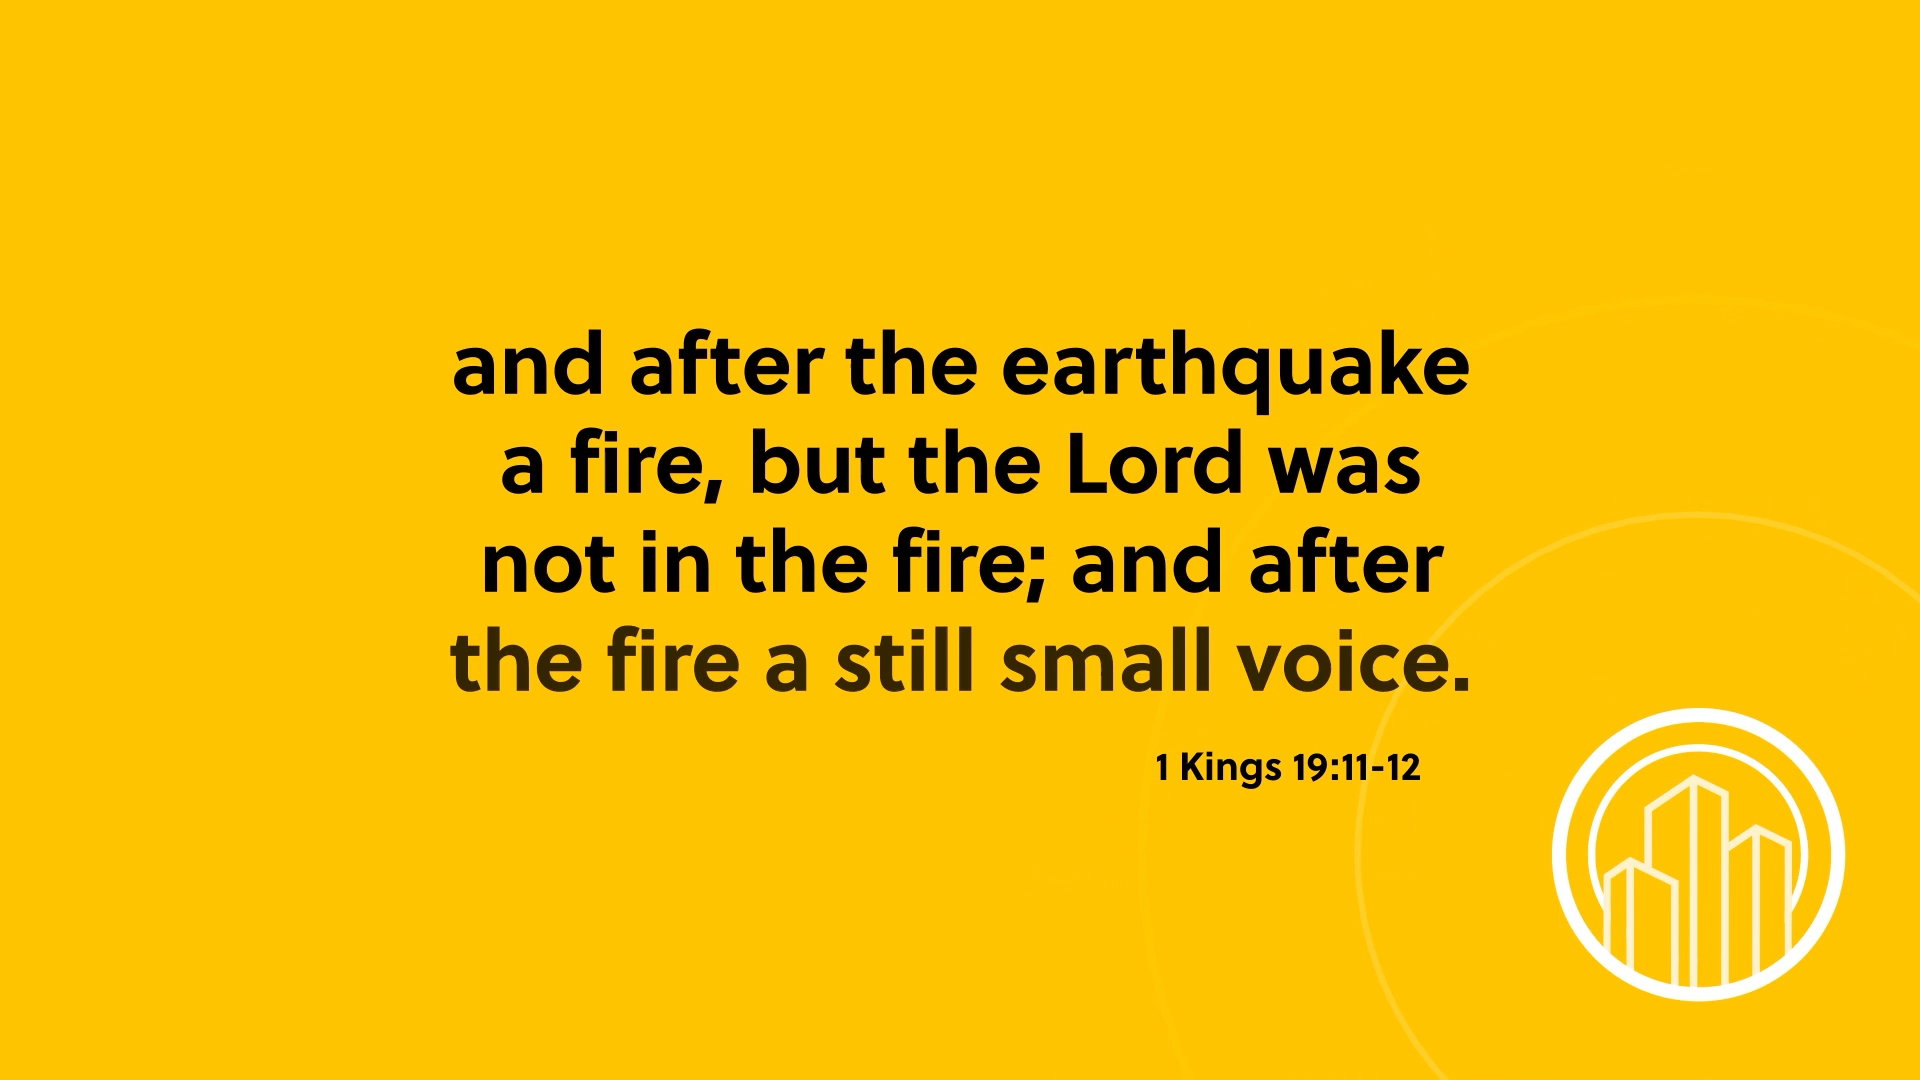 and after the earthquake
a fire, but the Lord was
not in the fire; and after
the fire a still small voice.
1 Kings 19:11-12